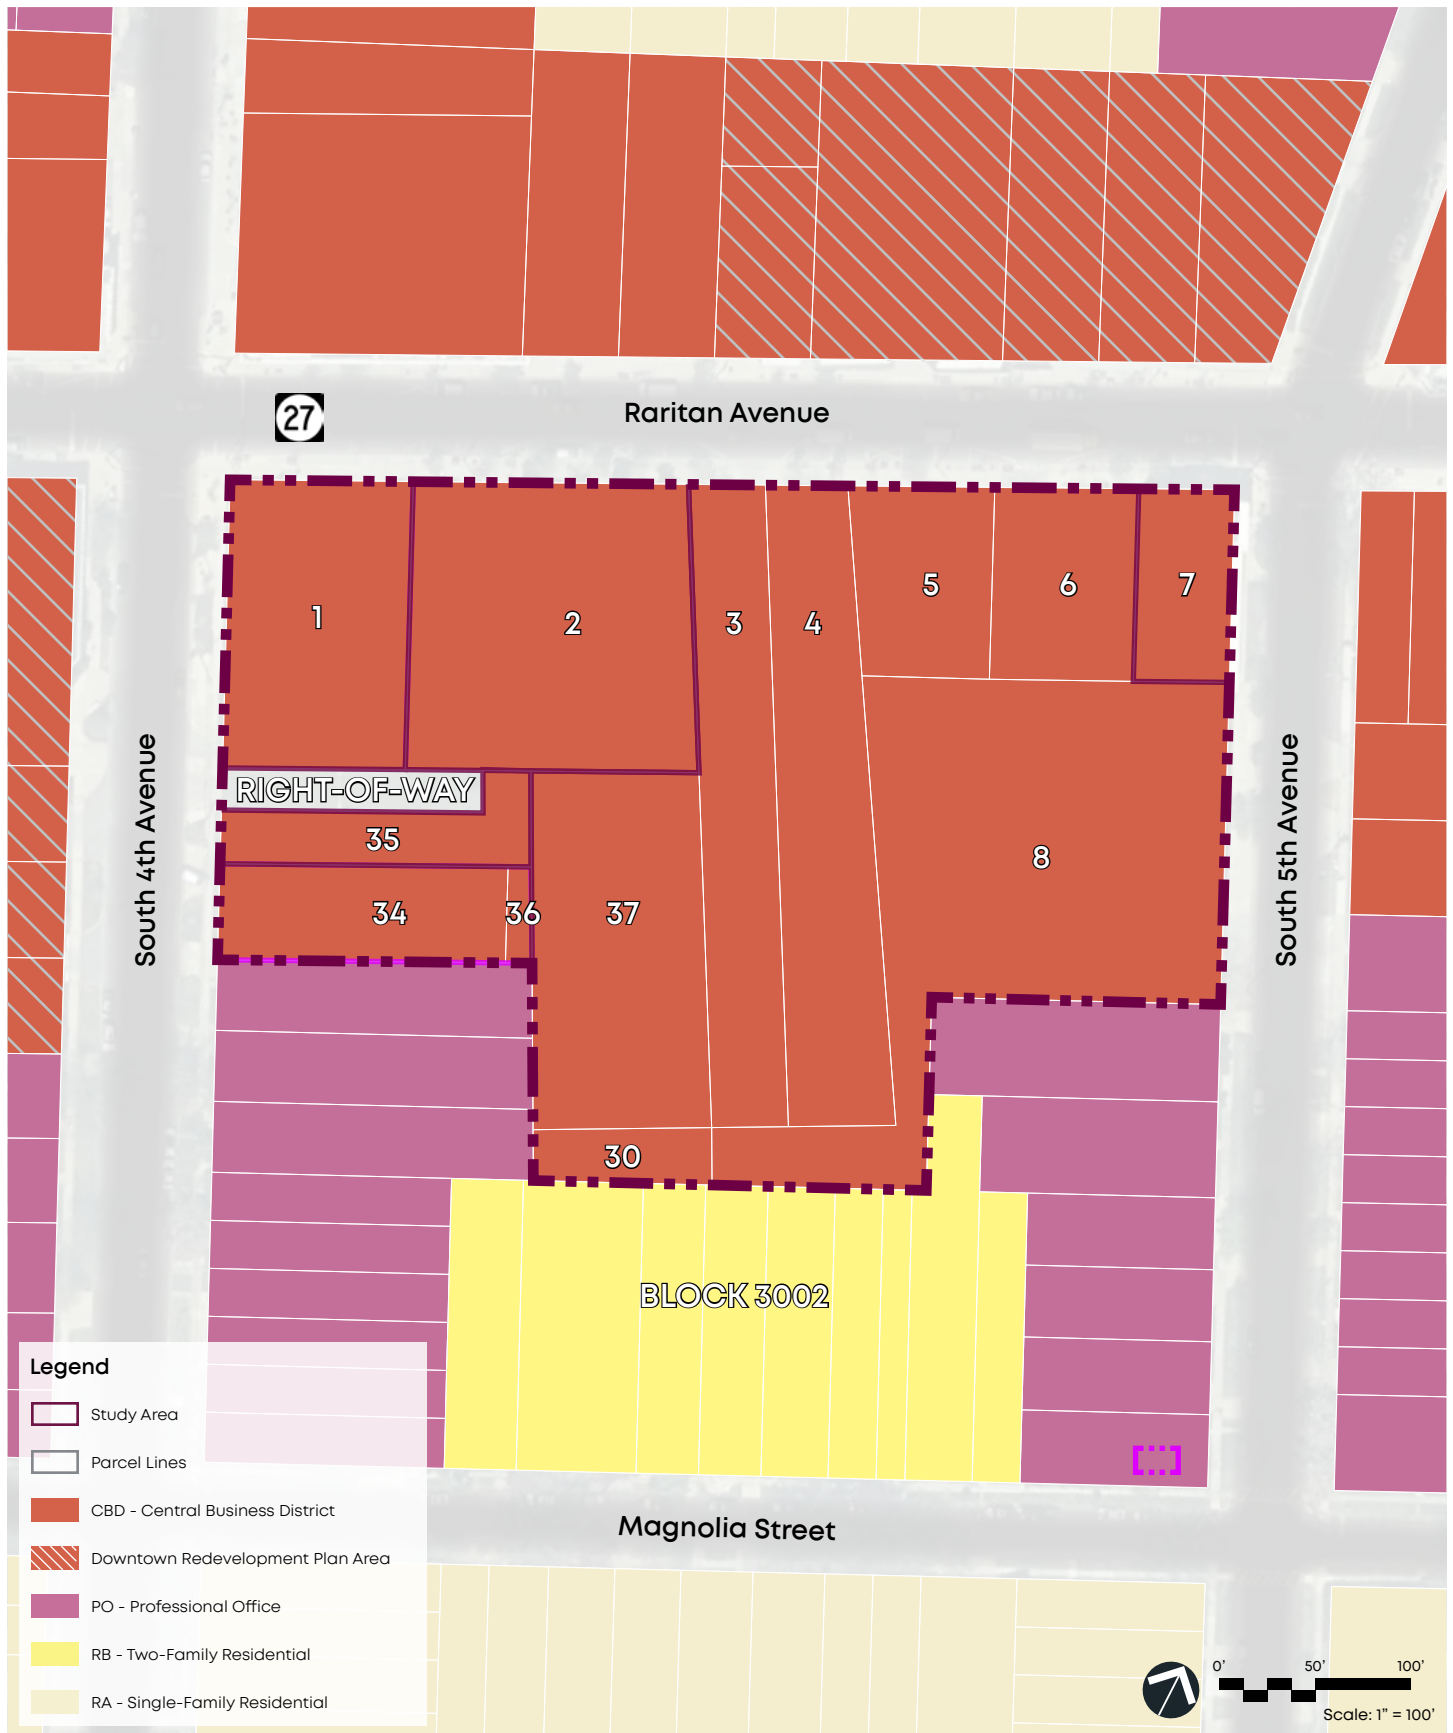 27
Raritan Avenue
1
2
3
4
5
6
7
RIGHT-OF-WAY
35
8
34
36
37
South 4th Avenue
South 5th Avenue
30
BLOCK 3002
Legend
Study Area
Parcel Lines
CBD - Central Business District
Downtown Redevelopment Plan Area
PO - Professional Office
RB - Two-Family Residential
RA - Single-Family Residential
Magnolia Street
0' 50' 100'
Scale: 1" = 100'